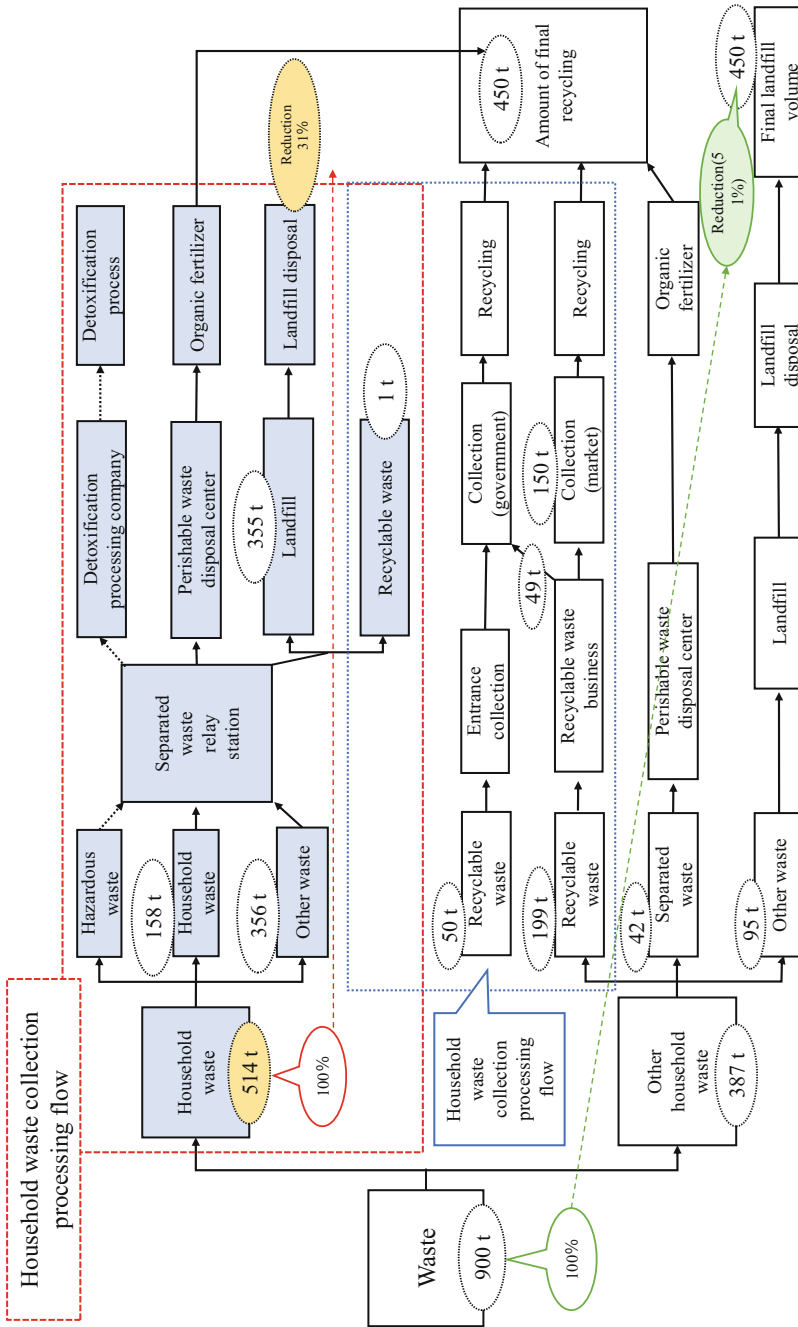 Household waste collection
processing flow
Waste
900 t
100%
Household
waste
514 t
100%
Hazardous
waste
158 t
Household
waste
356 t
Other waste
Separated
waste
relay
station
Detoxification
processing company
Detoxification
process
Perishable waste
disposal center
Organic fertilizer
355 t
Landfill
Landfill disposal
Reduction
31%
Recyclable waste
1 t
Household
waste
collection
processing
flow
50 t
Recyclable
waste
Entrance
collection
Collection
(government)
Recycling
199 t
Recyclable
waste
Recyclable waste
business
49 t
150 t
Collection
(market)
Recycling
450 t
Amount of final
recycling
Other
household
waste
387 t
42 t
Separated
waste
Perishable waste
disposal center
Organic
fertilizer
95 t
Other waste
Landfill
Landfill
disposal
Reduction(5
1%)
450 t
Final landfill
volume